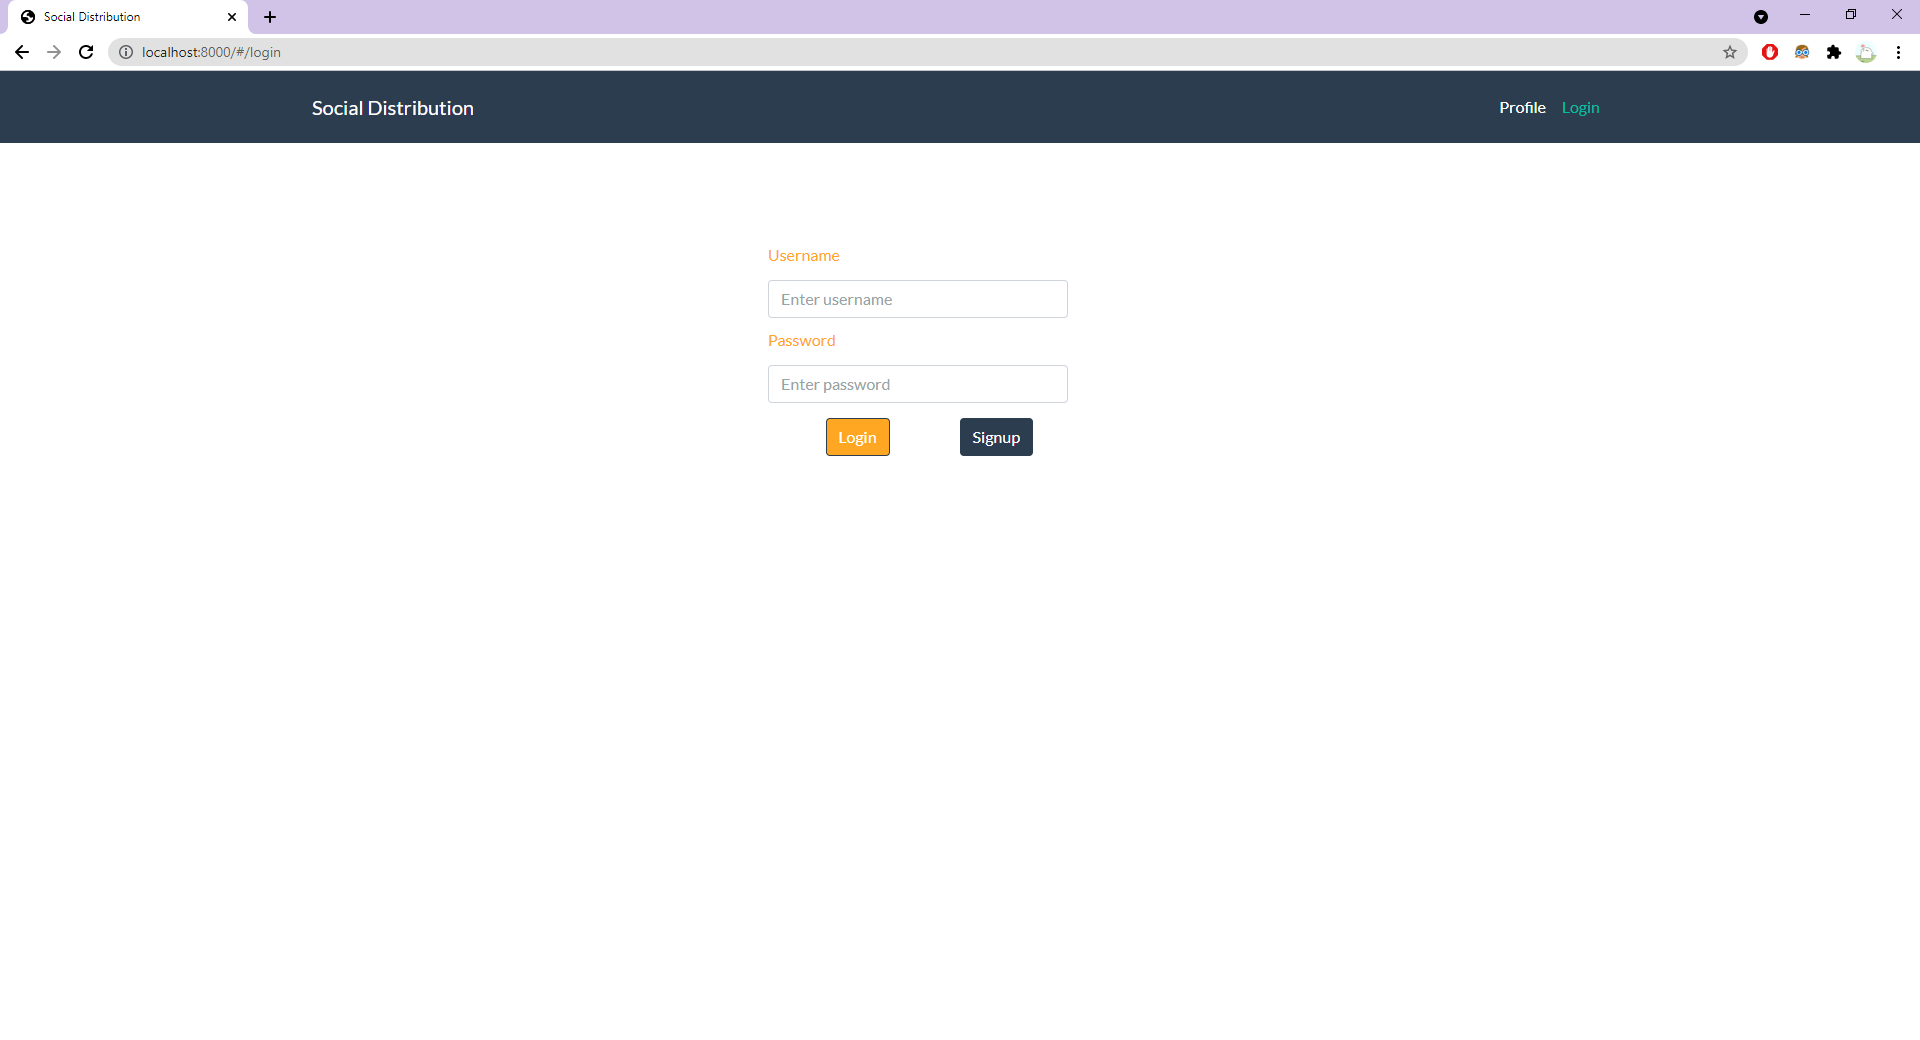 Social Distribution
localhost:8000/#/login
Social Distribution
Profile Login
Username
Enter username
Password
Enter password
Login Signup